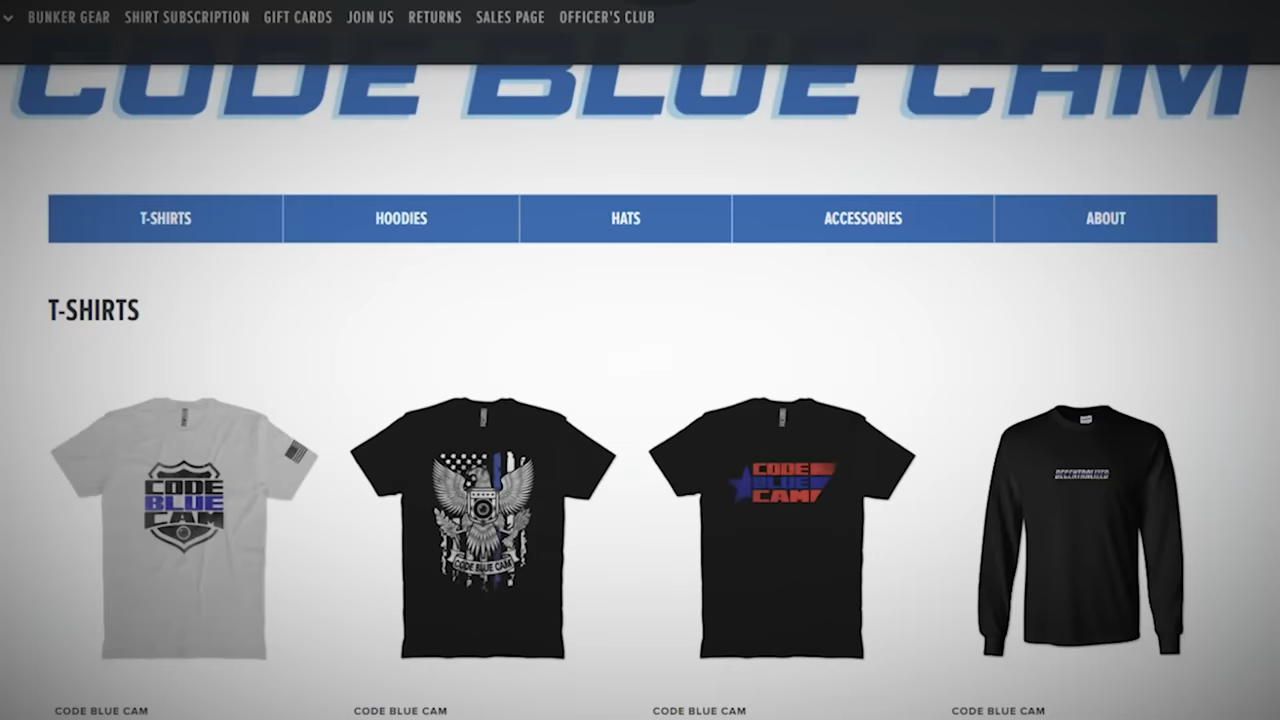 BUNKER GEAR SHIRT SUBSCRIPTION GIFT CARDS JOIN US RETURNS SALES PAGE OFFICER'S CLUB
CODE BLUE CAM
T-SHIRTS HOODIES HATS ACCESSORIES ABOUT
T-SHIRTS
CODE
BLUE
CAM
CODE BLUE CAM
CODE
BLUE
CAM
DECENTRALIZED
CODE BLUE CAM CODE BLUE CAM CODE BLUE CAM CODE BLUE CAM